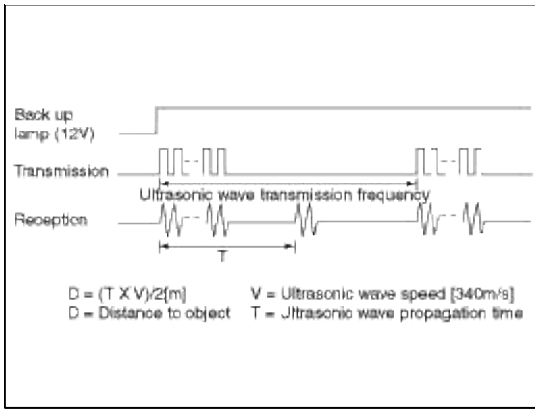 Back up
lamp (12V)
Transmission
Ultrasonic wave transmission frequency
Reception
T
D = (T X V)/2[m] V = Ultrasonic wave speed [340m/s]
D = Distance to object T = Ultrasonic wave propagation time